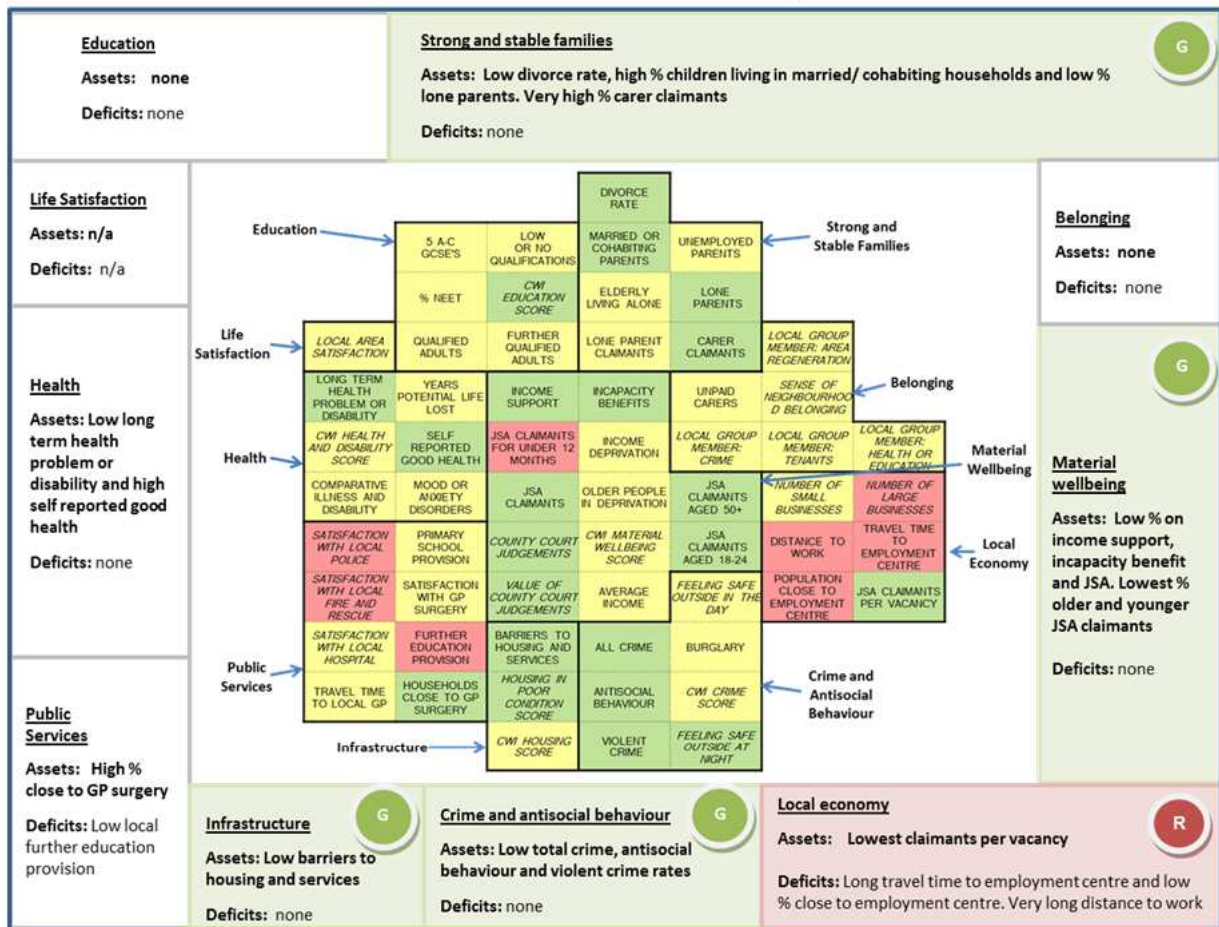 Education
Assets: none
Deficits: none
Strong and stable families
G
Assets: Low divorce rate, high % children living in married/ cohabiting households and low %
lone parents. Very high % carer claimants
Deficits: none
Life Satisfaction
Assets: n/a
Deficits: n/a
Health
Assets: Low long
term health
problem or
disability and high
self reported good
health
Deficits: none
Public
Services
Assets: High %
close to GP surgery
Deficits: Low local
further education
provision
Education
Life
Satisfaction
Health
Public
Services
Infrastructure
Strong and
Stable Families
Belonging
Material
Wellbeing
Local
Economy
Crime and
Antisocial
Behaviour
DIVORCE
RATE
5 A-C
GCSE'S
LOW
OR NO
QUALIFICATIONS
MARRIED OR
COHABITING
PARENTS
UNEMPLOYED
PARENTS
% NEET
CWI
EDUCATION
SCORE
ELDERLY
LIVING ALONE
LONE
PARENTS
LOCAL AREA
SATISFACTION
QUALIFIED
ADULTS
FURTHER
QUALIFIED
ADULTS
LONE PARENT
CLAIMANTS
CARER
CLAIMANTS
LOCAL GROUP
MEMBER: AREA
REGENERATION
LONG TERM
HEALTH
PROBLEM OR
DISABILITY
YEARS
POTENTIAL LIFE
LOST
INCOME
SUPPORT
INCAPACITY
BENEFITS
UNPAID
CARERS
SENSE OF
NEIGHBOURHOO
D BELONGING
CWI HEALTH
AND DISABILITY
SCORE
SELF
REPORTED
GOOD HEALTH
JSA CLAIMANTS
FOR UNDER 12
MONTHS
INCOME
DEPRIVATION
LOCAL GROUP
MEMBER: CRIME
LOCAL GROUP
MEMBER:
TENANTS
LOCAL GROUP
MEMBER:
HEALTH OR
EDUCATION
COMPARATIVE
ILLNESS AND
DISABILITY
MOOD OR
ANXIETY
DISORDERS
JSA
CLAIMANTS
OLDER PEOPLE
IN DEPRIVATION
JSA
CLAIMANTS
AGED 50+
NUMBER OF
SMALL
BUSINESSES
NUMBER OF
LARGE
BUSINESSES
SATISFACTION
WITH LOCAL
POLICE
PRIMARY
SCHOOL
PROVISION
COUNTY COURT
JUDGEMENTS
CWI MATERIAL
WELLBEING
SCORE
JSA
CLAIMANTS
AGED 18-24
DISTANCE TO
WORK
TRAVEL TIME
TO
EMPLOYMENT
CENTRE
SATISFACTION
WITH LOCAL
FIRE AND
RESCUE
SATISFACTION
WITH GP
SURGERY
VALUE OF
COUNTY COURT
JUDGEMENTS
AVERAGE
INCOME
FEELING SAFE
OUTSIDE IN THE
DAY
POPULATION
CLOSE TO
EMPLOYMENT
CENTRE
JSA CLAIMANTS
PER VACANCY
SATISFACTION
WITH LOCAL
HOSPITAL
FURTHER
EDUCATION
PROVISION
BARRIERS TO
HOUSING AND
SERVICES
ALL CRIME
BURGLARY
TRAVEL TIME
TO LOCAL GP
HOUSEHOLDS
CLOSE TO GP
SURGERY
HOUSING IN
POOR
CONDITION
SCORE
ANTISOCIAL
BEHAVIOUR
CWI CRIME
SCORE
CWI HOUSING
SCORE
VIOLENT
CRIME
FEELING SAFE
OUTSIDE AT
NIGHT
Belonging
Assets: none
Deficits: none
G
Material
wellbeing
Assets: Low % on
income support,
incapacity benefit
and JSA. Lowest %
older and younger
JSA claimants
Deficits: none
Infrastructure
G
Assets: Low barriers to
housing and services
Deficits: none
Crime and antisocial behaviour
G
Assets: Low total crime, antisocial
behaviour and violent crime rates
Deficits: none
Local economy
R
Assets: Lowest claimants per vacancy
Deficits: Long travel time to employment centre and low
% close to employment centre. Very long distance to work